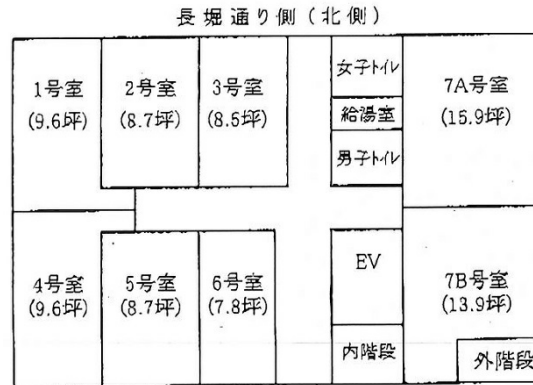 長堀通り側(北側)
1号室
(9.6坪)
2号室
(8.7坪)
3号室
(8.5坪)
女子トイレ
給湯室
男子トイレ
7A号室
(15.9坪)
4号室
(9.6坪)
5号室
(8.7坪)
6号室
(7.8坪)
EV
内階段
7B号室
(13.9坪)
外階段